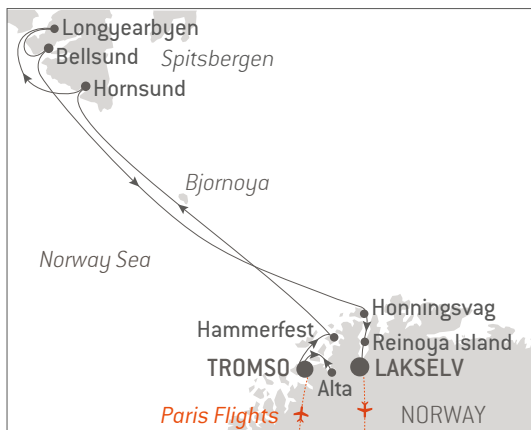 Longyearbyen
Bellsund
Spitsbergen
Hornsund
Bjornoya
Norway Sea
Honningsvag
Hammerfest
Reinoya Island
TROMSO
LAKSELV
Alta
Paris Flights
NORWAY